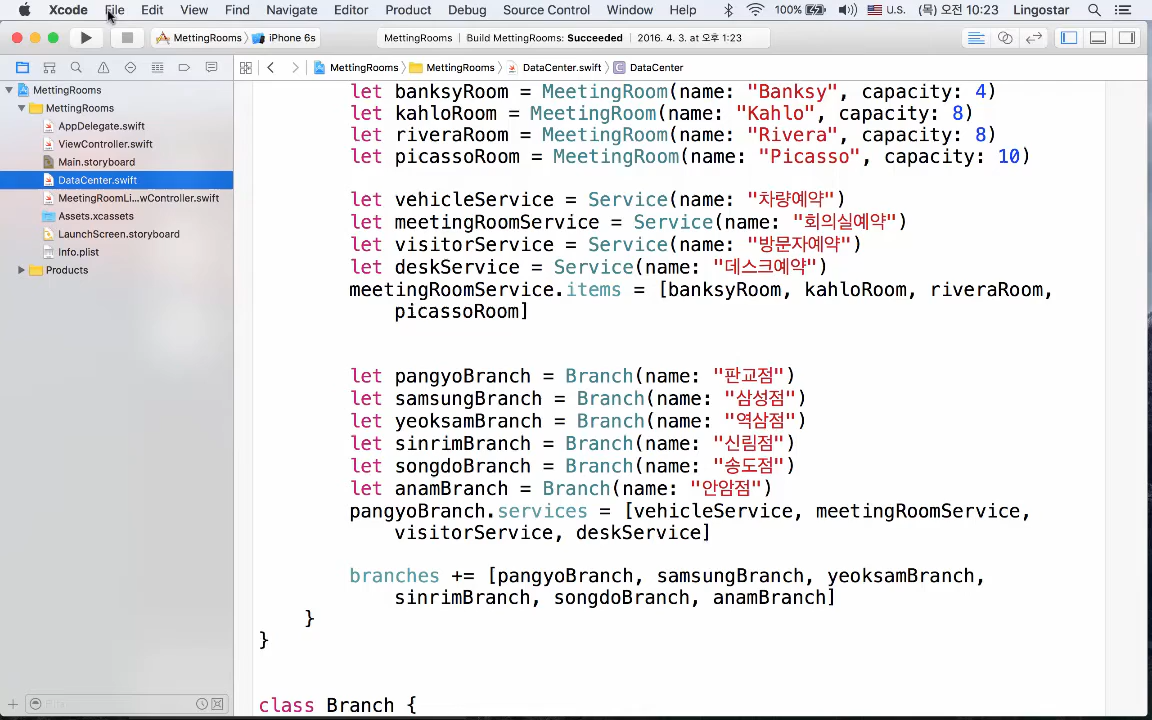 Xcode File Edit View Find Navigate Editor Product Debug Source Control Window Help 100% U.S. (목) 오전 10:23 Lingostar
MettingRooms iPhone 6s MettingRooms Build MettingRooms: Succeeded 2016. 4. 3. at 오후 1:23
MettingRooms MettingRooms DataCenter.swift DataCenter
MettingRooms
MettingRooms
AppDelegate.swift
ViewController.swift
Main.storyboard
DataCenter.swift
MeetingRoomLi...wController.swift
Assets.xcassets
LaunchScreen.storyboard
Info.plist
Products
let banksyRoom = MeetingRoom(name: "Banksy", capacity: 4)
let kahloRoom = MeetingRoom(name: "Kahlo", capacity: 8)
let riveraRoom = MeetingRoom(name: "Rivera", capacity: 8)
let picassoRoom = MeetingRoom(name: "Picasso", capacity: 10)
let vehicleService = Service(name: "차량예약")
let meetingRoomService = Service(name: "회의실예약")
let visitorService = Service(name: "방문자예약")
let deskService = Service(name: "데스크예약")
meetingRoomService.items = [banksyRoom, kahloRoom, riveraRoom,
picassoRoom]
let pangyoBranch = Branch(name: "판교점")
let samsungBranch = Branch(name: "삼성점")
let yeoksamBranch = Branch(name: "역삼점")
let sinrimBranch = Branch(name: "신림점")
let songdoBranch = Branch(name: "송도점")
let anamBranch = Branch(name: "안암점")
pangyoBranch.services = [vehicleService, meetingRoomService,
visitorService, deskService]
branches += [pangyoBranch, samsungBranch, yeoksamBranch,
sinrimBranch, songdoBranch, anamBranch]
}
}
class Branch {